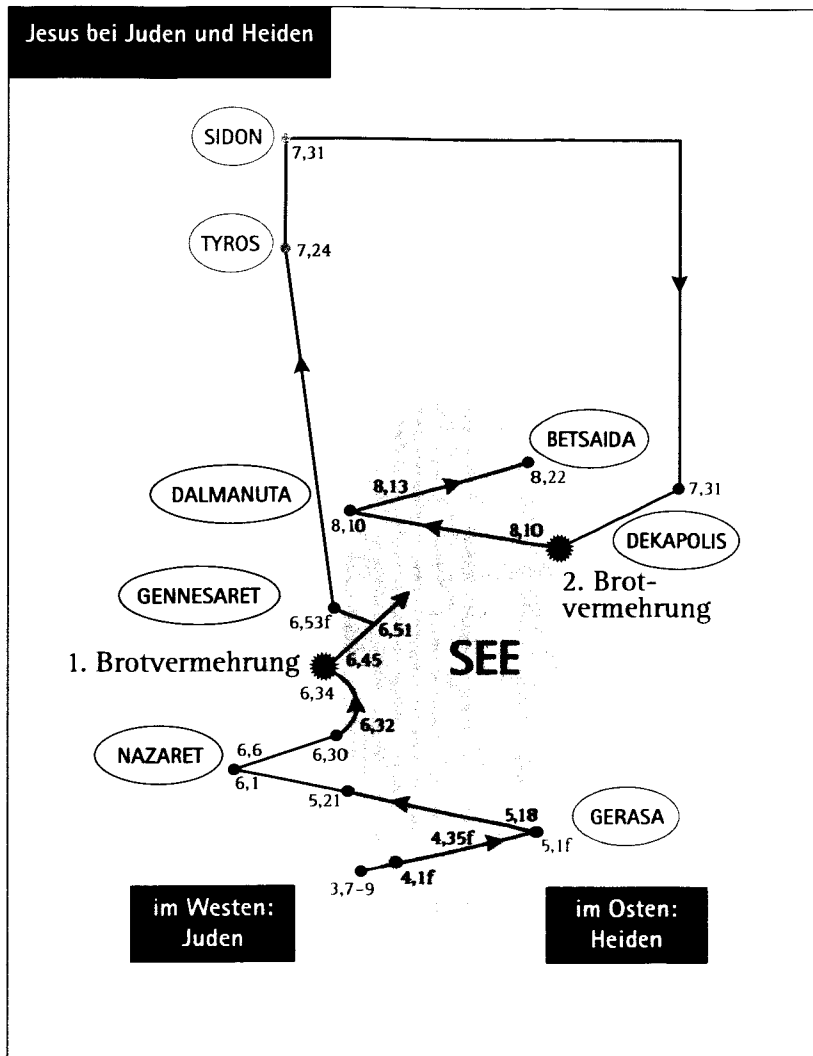 Jesus bei Juden und Heiden
SIDON
7,31
TYROS
7,24
BETSAIDA
8,13
8,22
DALMANUTA
7,31
8,10
8,10
DEKAPOLIS
2. Brot-
vermehrung
GENNESARET
6,53f
6,51
1. Brotvermehrung
6,45
SEE
6,34
6,32
NAZARET
6,6
6,30
6,1
5,21
5,18
GERASA
4,35f
5,1f
3,7-9
4,1f
im Westen:
Juden
im Osten:
Heiden